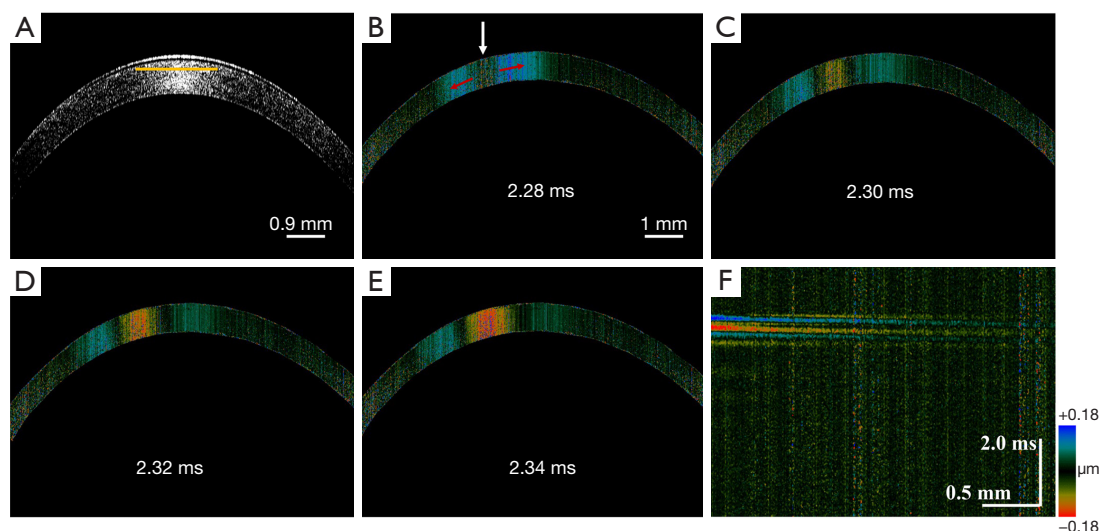 A
0.9 mm
B
2.28 ms
1 mm
C
2.30 ms
D
2.32 ms
E
2.34 ms
F
2.0 ms
0.5 mm
+0.18
μm
−0.18